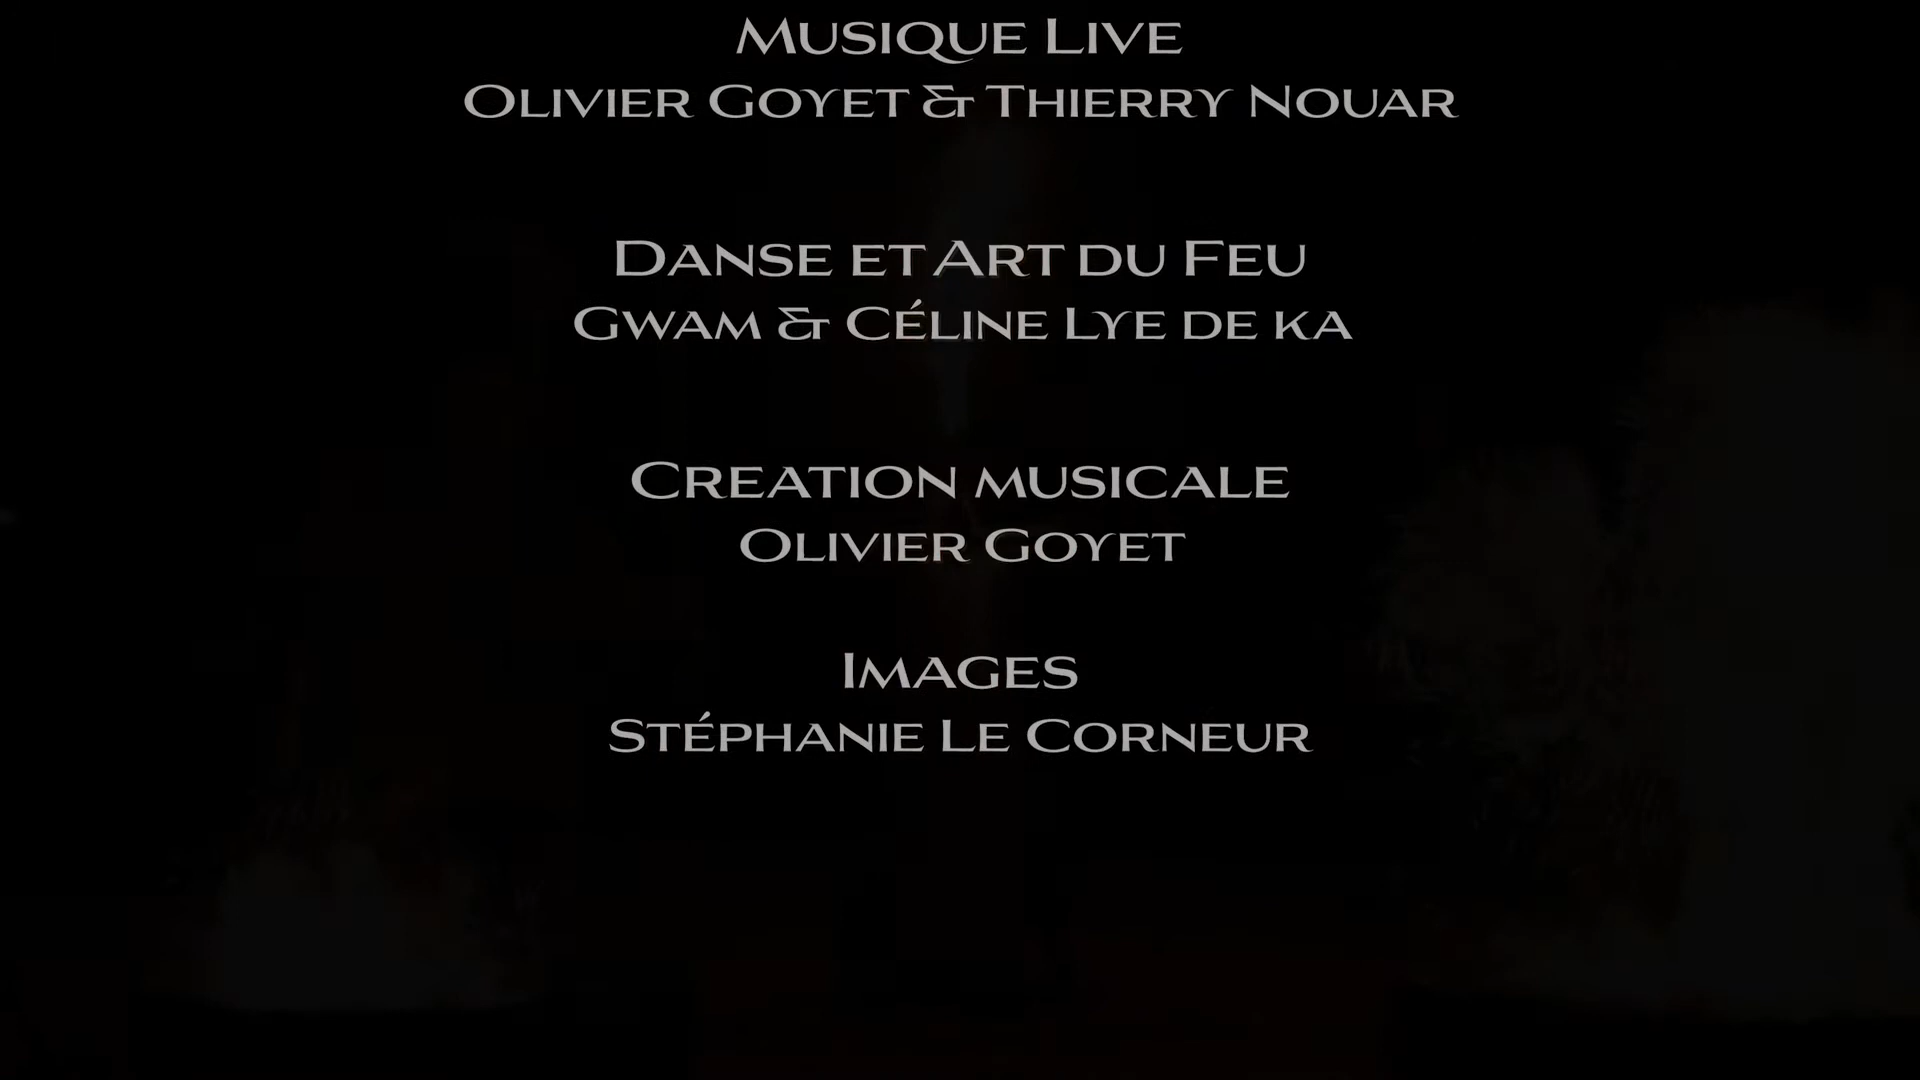 Musique Live
Olivier Goyet & Thierry Nouar
Danse et Art du Feu
Gwam & Céline Lye de ka
Creation musicale
Olivier Goyet
Images
Stéphanie Le Corneur